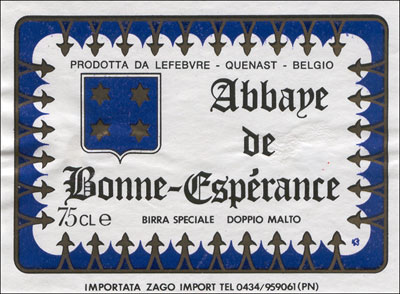 PRODOTTA DA LEFEBVRE - QUENAST - BELGIO
Abbaye
de
Bonne-Espérance
75CL e BIRRA SPECIALE DOPPIO MALTO
IMPORTATA ZAGO IMPORT TEL 0434/959061 (PN)